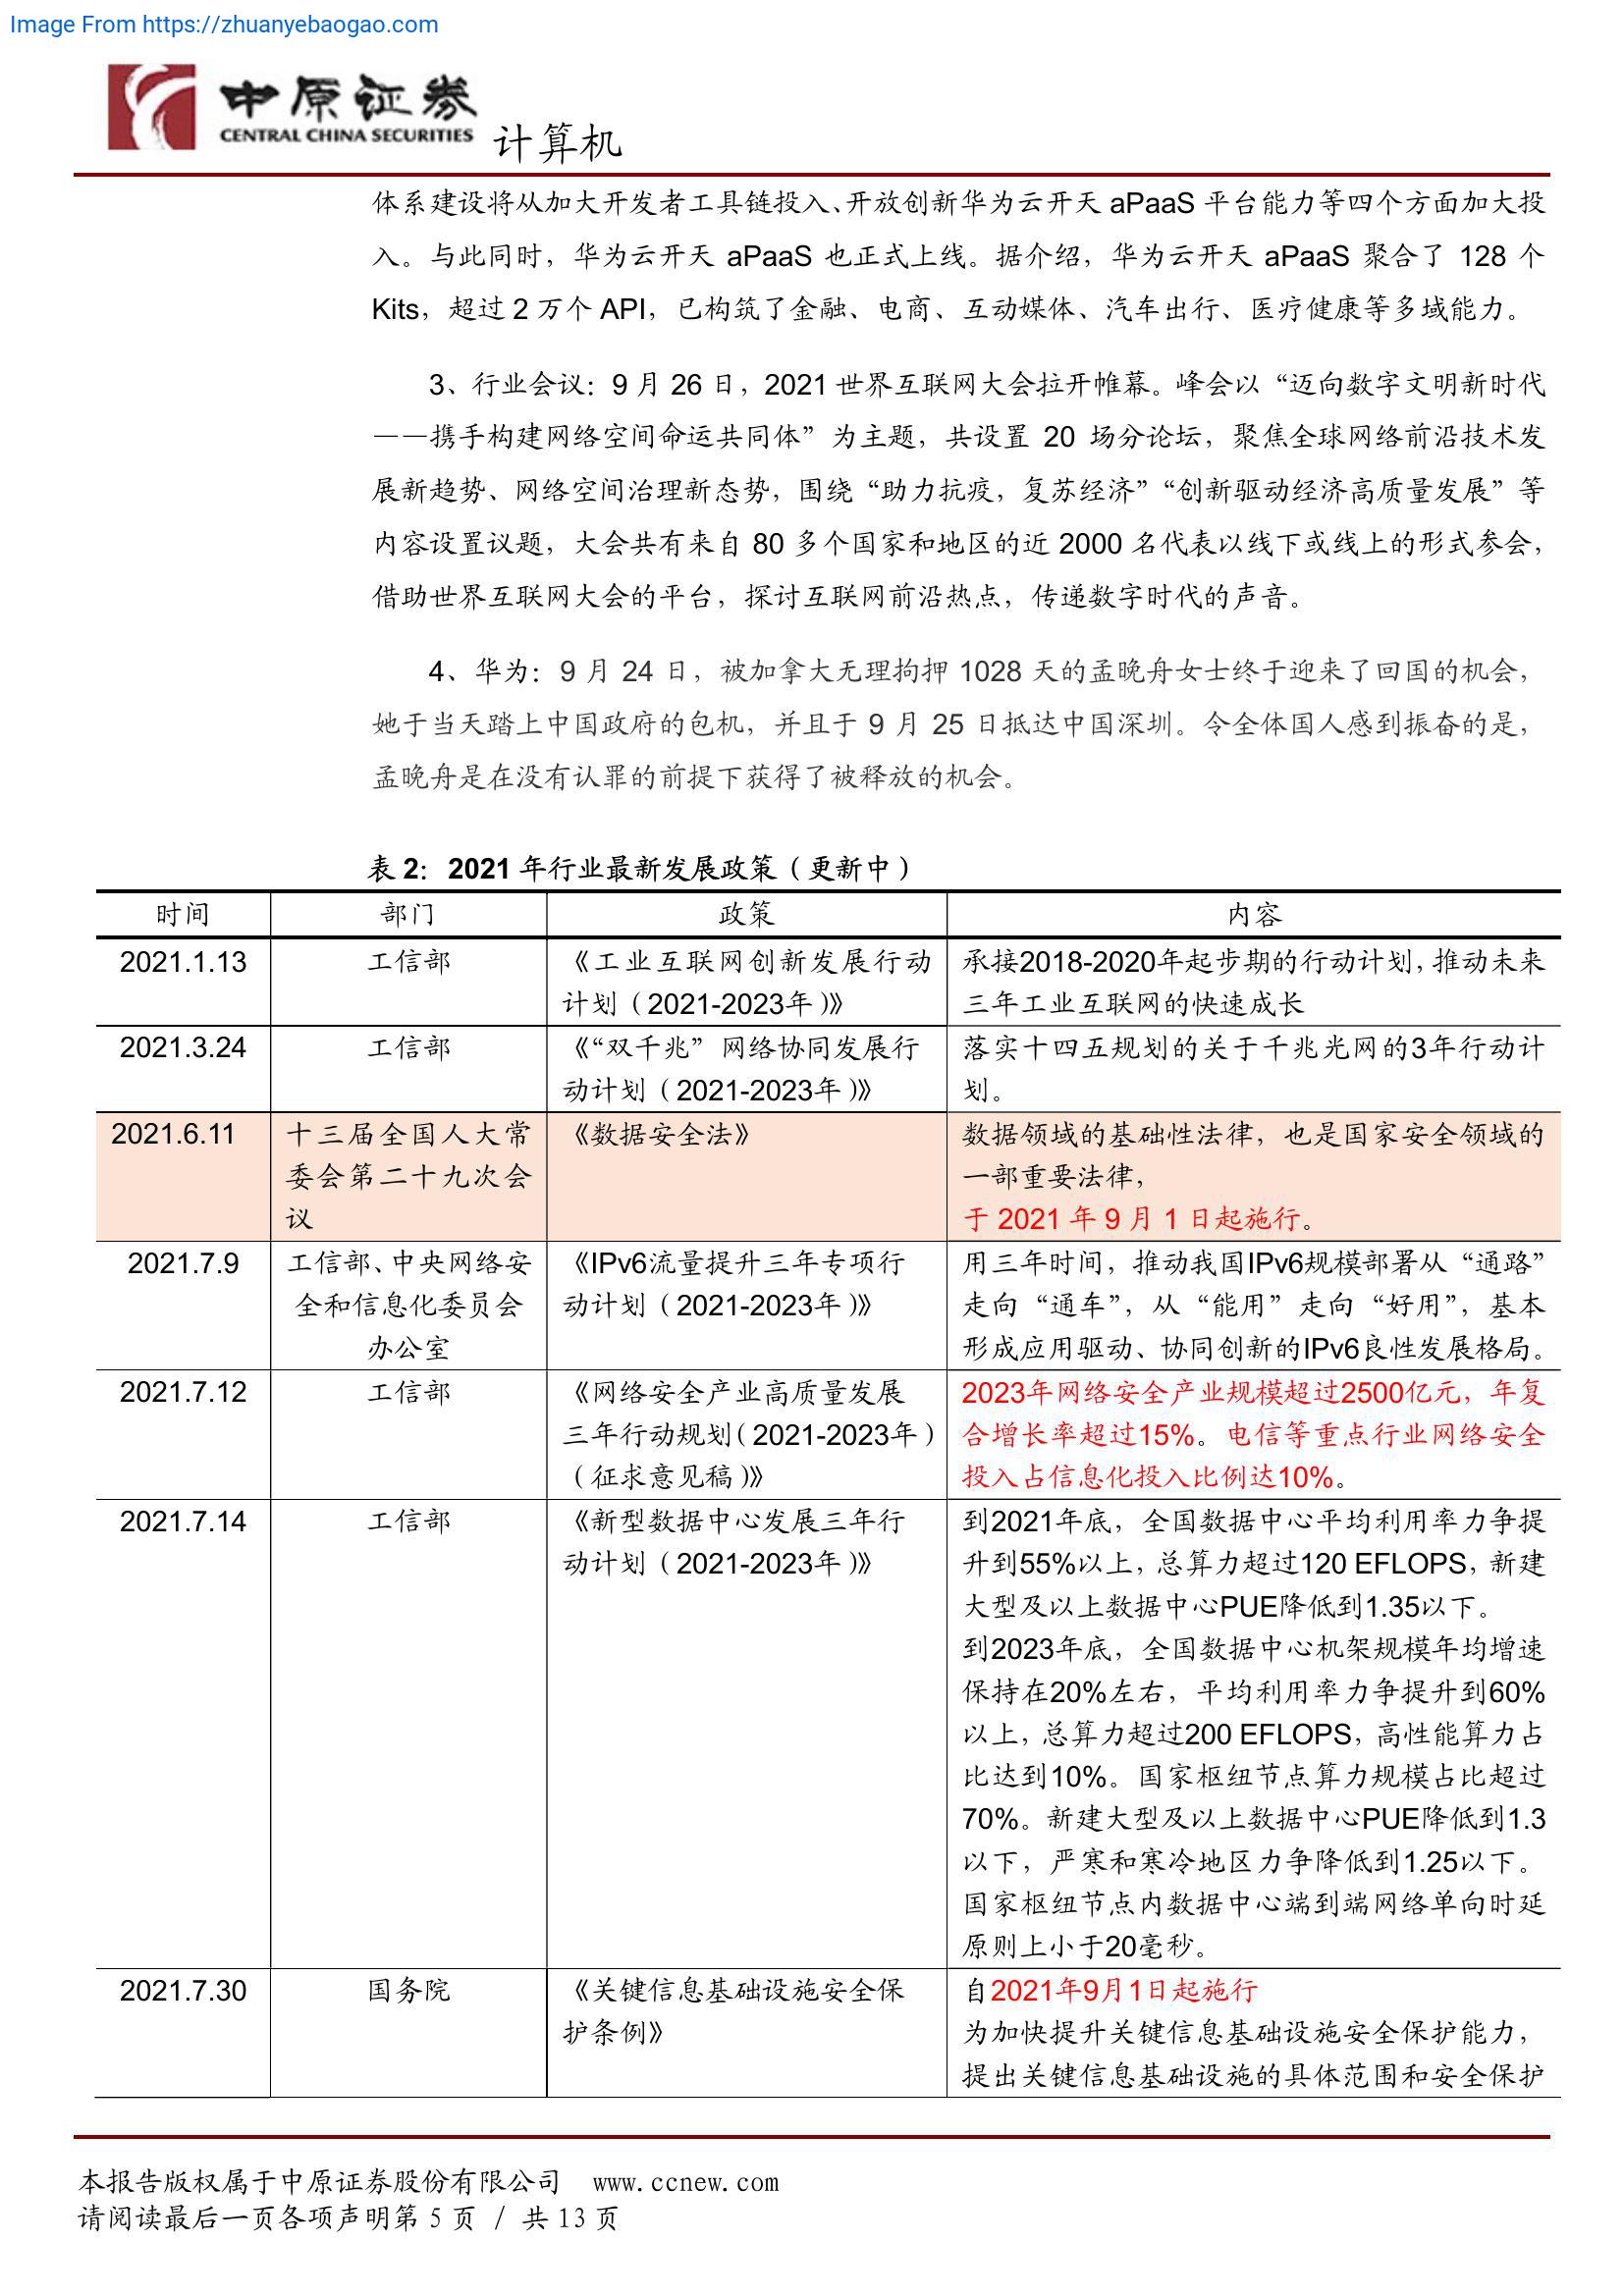 Image From https://zhuanyebaogao.com
中原证券
CENTRAL CHINA SECURITIES
计算机
体系建设将从加大开发者工具链投入、开放创新华为云开天 aPaaS 平台能力等四个方面加大投
入。与此同时，华为云开天 aPaaS 也正式上线。据介绍，华为云开天 aPaaS 聚合了 128 个
Kits，超过 2 万个 API，已构筑了金融、电商、互动媒体、汽车出行、医疗健康等多域能力。
3、行业会议：9 月 26 日，2021 世界互联网大会拉开帷幕。峰会以“迈向数字文明新时代
——携手构建网络空间命运共同体”为主题，共设置 20 场分论坛，聚焦全球网络前沿技术发
展新趋势、网络空间治理新态势，围绕“助力抗疫，复苏经济”“创新驱动经济高质量发展”等
内容设置议题，大会共有来自 80 多个国家和地区的近 2000 名代表以线下或线上的形式参会，
借助世界互联网大会的平台，探讨互联网前沿热点，传递数字时代的声音。
4、华为：9 月 24 日，被加拿大无理拘押 1028 天的孟晚舟女士终于迎来了回国的机会，
她于当天踏上中国政府的包机，并且于 9 月 25 日抵达中国深圳。令全体国人感到振奋的是，
孟晚舟是在没有认罪的前提下获得了被释放的机会。
表 2：2021 年行业最新发展政策（更新中）
时间 部门 政策 内容
2021.1.13 工信部 《工业互联网创新发展行动 承接2018-2020年起步期的行动计划，推动未来
计划（2021-2023年）》 三年工业互联网的快速成长
2021.3.24 工信部 《“双千兆”网络协同发展行 落实十四五规划的关于千兆光网的3年行动计
动计划（2021-2023年）》 划。
2021.6.11 十三届全国人大常 《数据安全法》 数据领域的基础性法律，也是国家安全领域的
委会第二十九次会 一部重要法律，
议 于 2021 年 9 月 1 日起施行。
2021.7.9 工信部、中央网络安 《IPv6流量提升三年专项行 用三年时间，推动我国IPv6规模部署从“通路”
全和信息化委员会 动计划（2021-2023年）》 走向“通车”，从“能用”走向“好用”，基本
办公室 形成应用驱动、协同创新的IPv6良性发展格局。
2021.7.12 工信部 《网络安全产业高质量发展 2023年网络安全产业规模超过2500亿元，年复
三年行动规划（2021-2023年） 合增长率超过15%。电信等重点行业网络安全
（征求意见稿）》 投入占信息化投入比例达10%。
2021.7.14 工信部 《新型数据中心发展三年行 到2021年底，全国数据中心平均利用率力争提
动计划（2021-2023年）》 升到55%以上，总算力超过120 EFLOPS，新建
大型及以上数据中心PUE降低到1.35以下。
到2023年底，全国数据中心机架规模年均增速
保持在20%左右，平均利用率力争提升到60%
以上，总算力超过200 EFLOPS，高性能算力占
比达到10%。国家枢纽节点算力规模占比超过
70%。新建大型及以上数据中心PUE降低到1.3
以下，严寒和寒冷地区力争降低到1.25以下。
国家枢纽节点内数据中心端到端网络单向时延
原则上小于20毫秒。
2021.7.30 国务院 《关键信息基础设施安全保 自2021年9月1日起施行
护条例》 为加快提升关键信息基础设施安全保护能力，
提出关键信息基础设施的具体范围和安全保护
本报告版权属于中原证券股份有限公司 www.ccnew.com
请阅读最后一页各项声明第 5 页 / 共 13 页